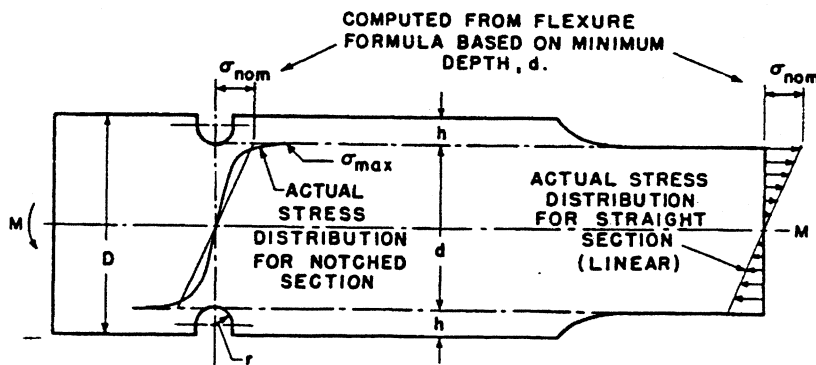 COMPUTED FROM FLEXURE
FORMULA BASED ON MINIMUM
DEPTH, d.
σnom
σnom
h
σmax
ACTUAL
STRESS
DISTRIBUTION
FOR NOTCHED
SECTION
ACTUAL STRESS
DISTRIBUTION
FOR STRAIGHT
SECTION
(LINEAR)
M
D
d
M
h
r